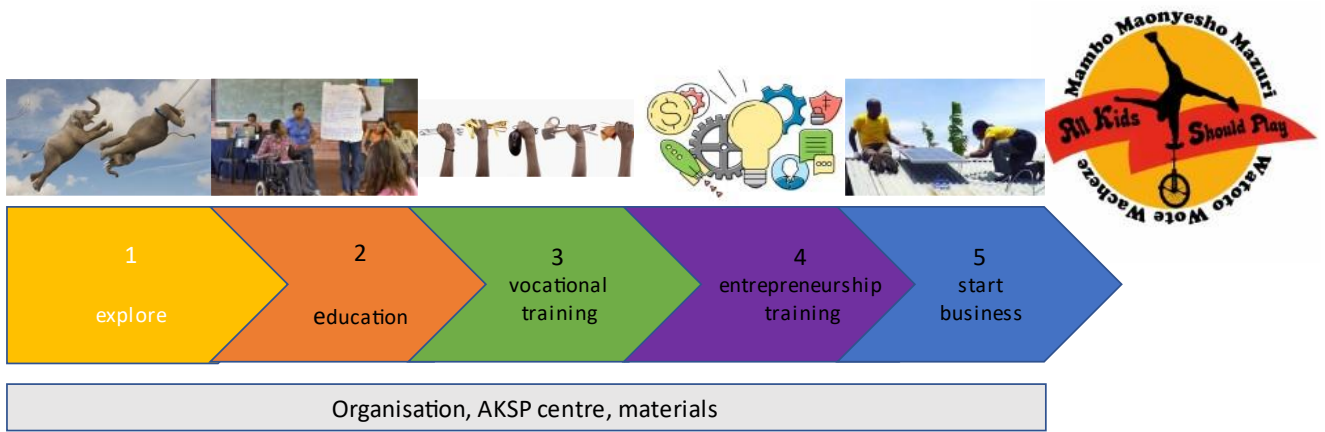 Mambo Maonyesho Mazuri
All Kids
Should Play
Watoto Wote Wacheze
1
explore
2
education
3
vocational
training
4
entrepreneurship
training
5
start
business
Organisation, AKSP centre, materials